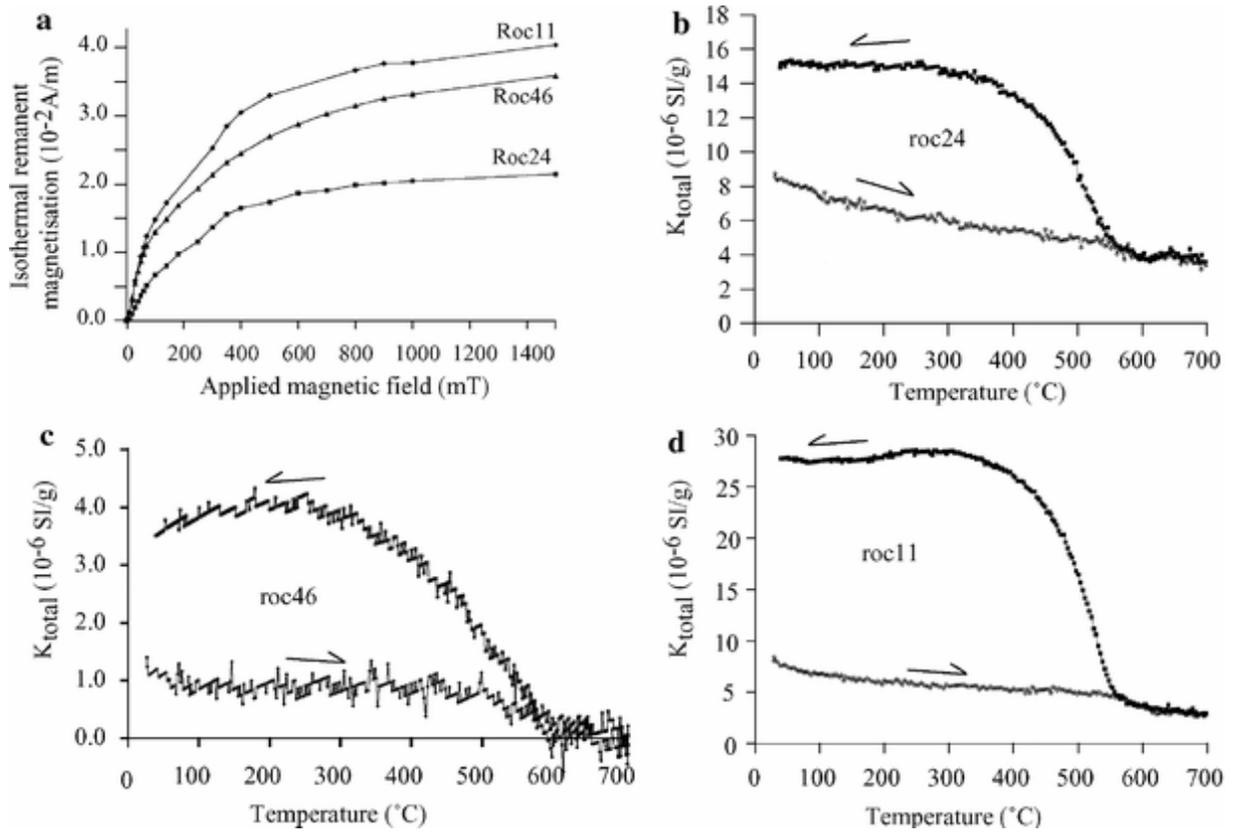 a
Isothermal remanent
magnetisation (10-2A/m)
4.0
3.0
2.0
1.0
0.0
Roc11
Roc46
Roc24
0 200 400 600 800 1000 1200 1400
Applied magnetic field (mT)
b
Ktotal (10-6 SI/g)
18
16
14
12
10
8
6
4
2
0
roc24
0 100 200 300 400 500 600 700
Temperature (˚C)
c
Ktotal (10-6 SI/g)
5.0
4.0
3.0
2.0
1.0
0.0
roc46
0 100 200 300 400 500 600 700
Temperature (˚C)
d
Ktotal (10-6 SI/g)
30
25
20
15
10
5
0
roc11
0 100 200 300 400 500 600 700
Temperature (˚C)